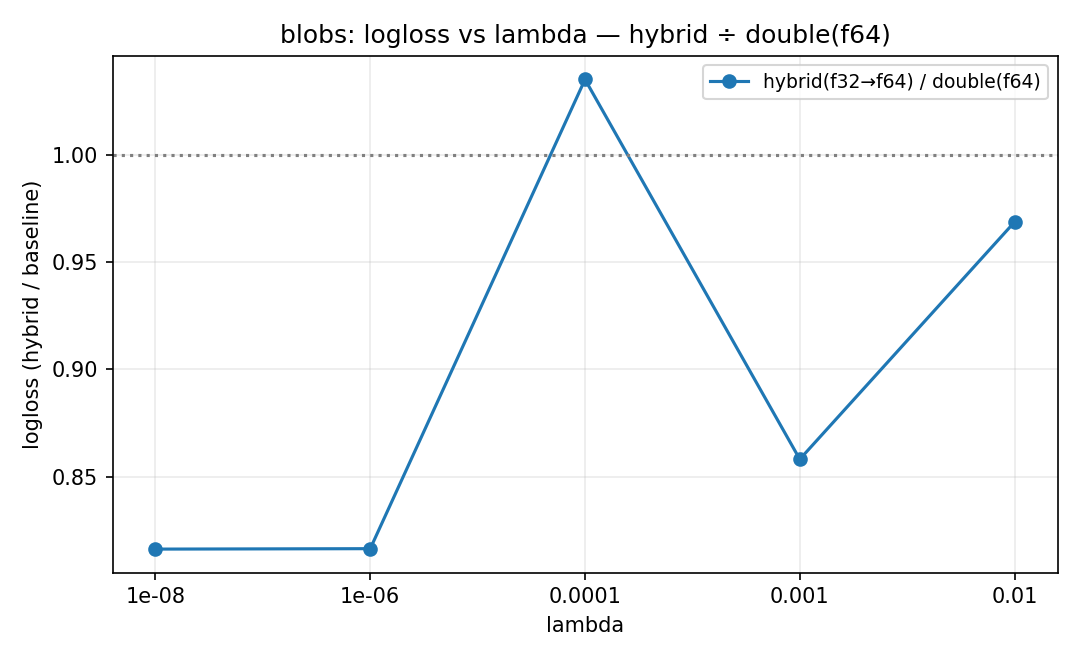 blobs: logloss vs lambda — hybrid ÷ double(f64)
hybrid(f32→f64) / double(f64)
logloss (hybrid / baseline)
1.00
0.95
0.90
0.85
1e-08
1e-06
0.0001
0.001
0.01
lambda